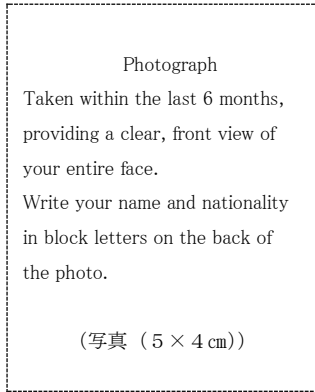 Photograph
Taken within the last 6 months,
providing a clear, front view of
your entire face.
Write your name and nationality
in block letters on the back of
the photo.
(写真（５×４㎝）)